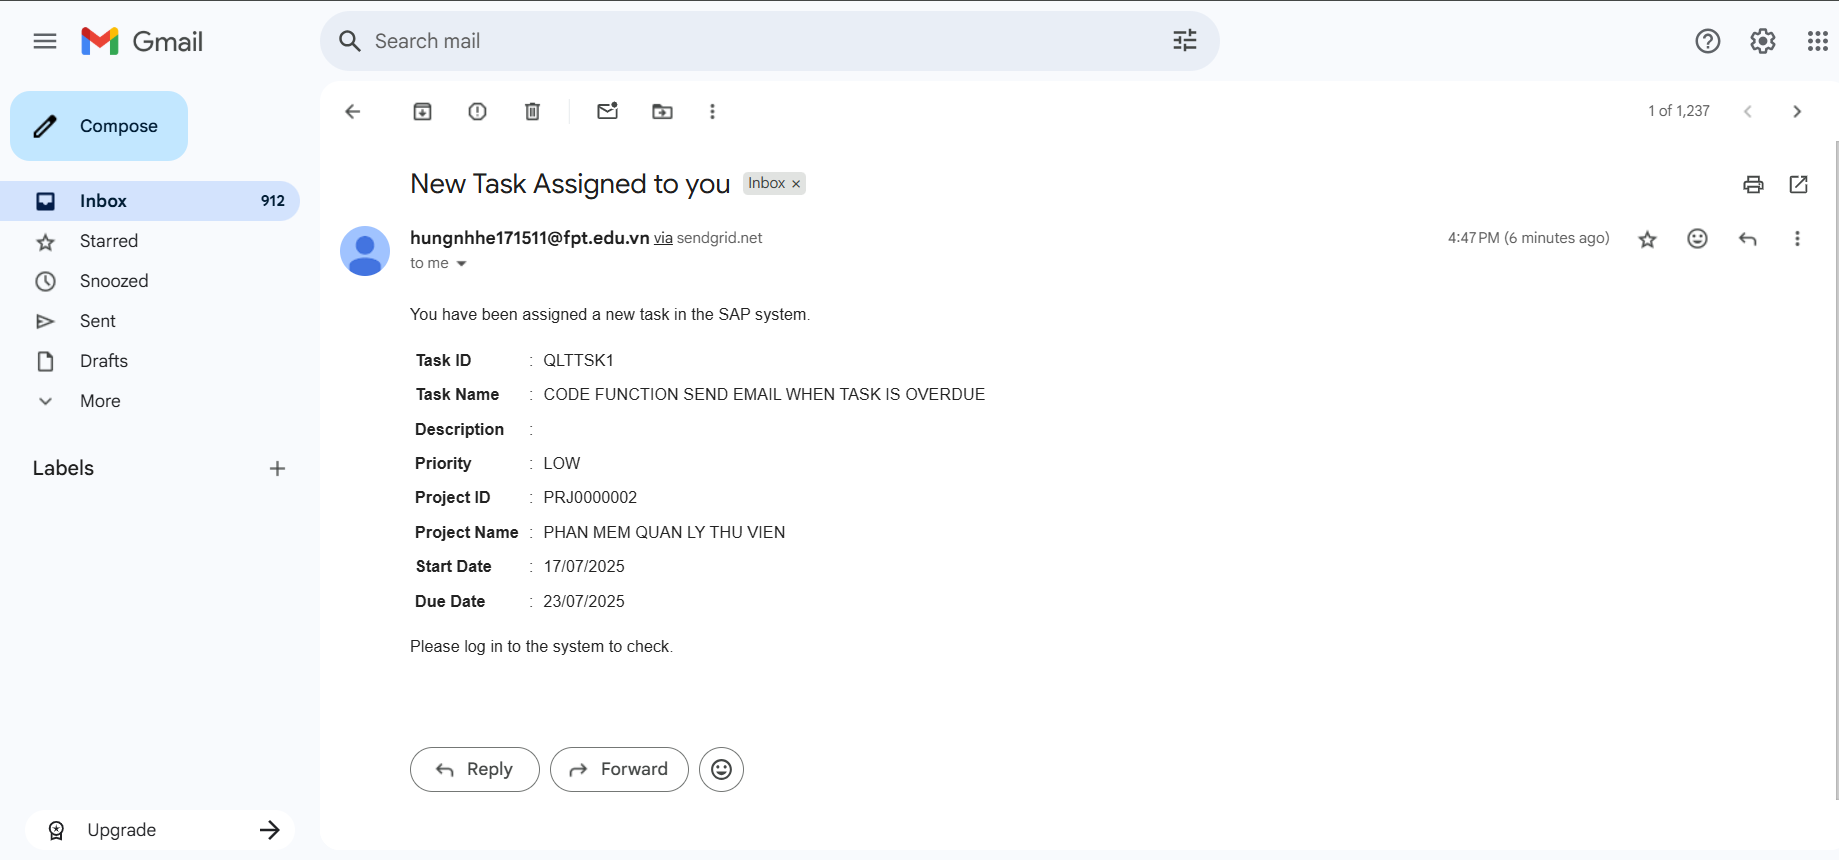 Gmail
Search mail
Compose
1 of 1,237
Inbox 912
Starred
Snoozed
Sent
Drafts
More
Labels
Upgrade
New Task Assigned to you Inbox ×
hungnhhe171511@fpt.edu.vn via sendgrid.net 4:47 PM (6 minutes ago)
to me
You have been assigned a new task in the SAP system.
Task ID : QLTTSK1
Task Name : CODE FUNCTION SEND EMAIL WHEN TASK IS OVERDUE
Description :
Priority : LOW
Project ID : PRJ0000002
Project Name : PHAN MEM QUAN LY THU VIEN
Start Date : 17/07/2025
Due Date : 23/07/2025
Please log in to the system to check.
Reply Forward